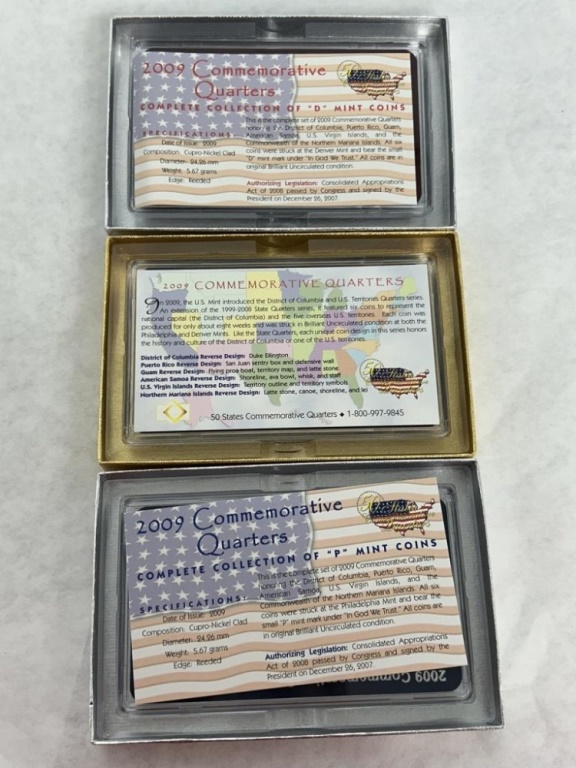 2009 Commemorative
Quarters
COMPLETE COLLECTION OF "D" MINT COINS
SPECIFICATIONS:
Date of Issue: 2009
Composition: Cupro-Nickel Clad
Diameter: 24.26 mm
Weight: 5.67 grams
Edge: Reeded
This is the complete set of 2009 Commemorative Quarters
honoring the District of Columbia, Puerto Rico, Guam,
American Samoa, U.S. Virgin Islands, and the
Commonwealth of the Northern Mariana Islands. All six
coins were struck at the Denver Mint and bear the small
"D" mint mark under "In God We Trust." All coins are in
original Brilliant Uncirculated condition.
Authorizing Legislation: Consolidated Appropriations
Act of 2008 passed by Congress and signed by the
President on December 26, 2007.
2009 COMMEMORATIVE QUARTERS
In 2009, the U.S. Mint introduced the District of Columbia and U.S. Territories Quarters series.
An extension of the 1999-2008 State Quarters series, it featured six coins to represent the
national capital (the District of Columbia) and the five overseas U.S. territories. Each coin was
produced for only about eight weeks and was struck in Brilliant Uncirculated condition at both the
Philadelphia and Denver Mints. Like the State Quarters, each unique coin design in this series honors
the history and culture of the District of Columbia or one of the U.S. territories.
District of Columbia Reverse Design: Duke Ellington
Puerto Rico Reverse Design: San Juan sentry box and defensive wall
Guam Reverse Design: Flying proa boat, territory map, and latte stone
American Samoa Reverse Design: Shoreline, ava bowl, whisk, and staff
U.S. Virgin Islands Reverse Design: Territory outline and territory symbols
Northern Mariana Islands Reverse Design: Latte stone, canoe, shoreline, and lei
50 States Commemorative Quarters ♦ 1-800-997-9845
2009 Commemorative
Quarters
COMPLETE COLLECTION OF "P" MINT COINS
SPECIFICATIONS:
Date of Issue: 2009
Composition: Cupro-Nickel Clad
Diameter: 24.26 mm
Weight: 5.67 grams
Edge: Reeded
This is the complete set of 2009 Commemorative Quarters
honoring the District of Columbia, Puerto Rico, Guam,
American Samoa, U.S. Virgin Islands, and the
Commonwealth of the Northern Mariana Islands. All six
coins were struck at the Philadelphia Mint and bear the
small "P" mint mark under "In God We Trust." All coins are
in original Brilliant Uncirculated condition.
Authorizing Legislation: Consolidated Appropriations
Act of 2008 passed by Congress and signed by the
President on December 26, 2007.
2009 Commem